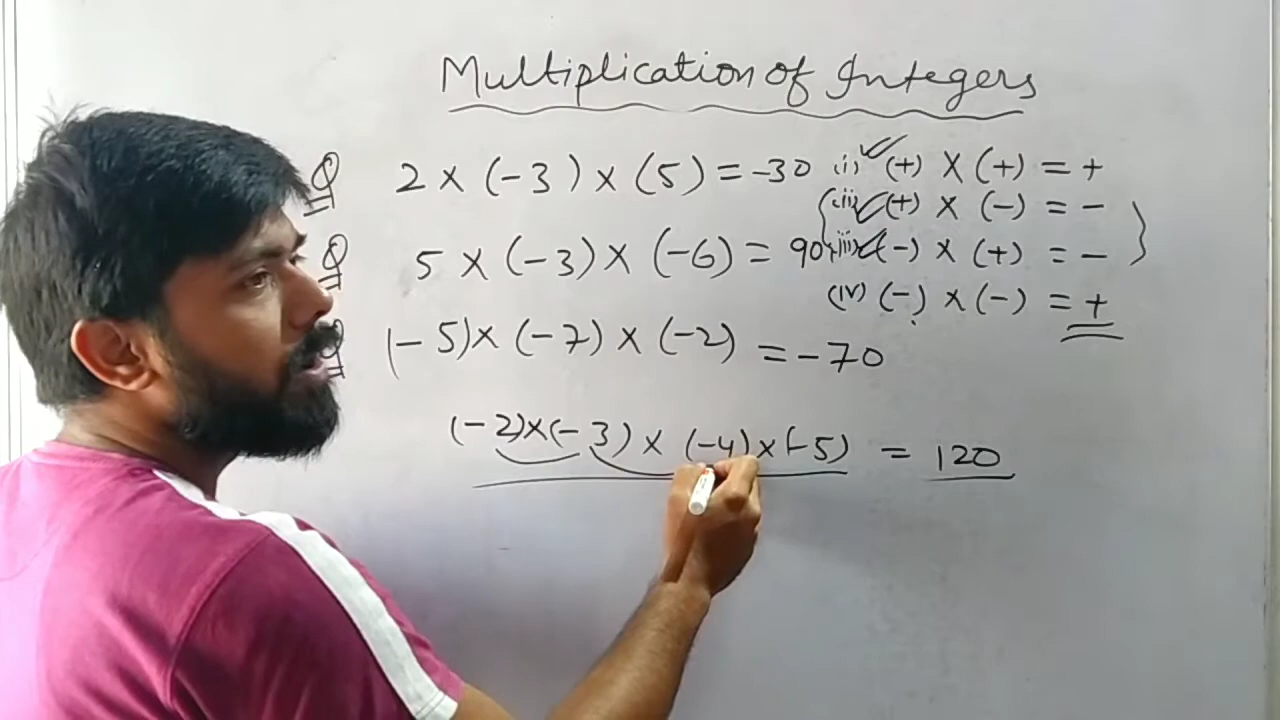 Multiplication of Integers
Q 2 × (-3) × (5) = -30
Q 5 × (-3) × (-6) = 90
Q (-5) × (-7) × (-2) = -70
(-2) × (-3) × (-4) × (-5) = 120
(i) (+) × (+) = +
(ii) (+) × (-) = -
(iii) (-) × (+) = -
(iv) (-) × (-) = +